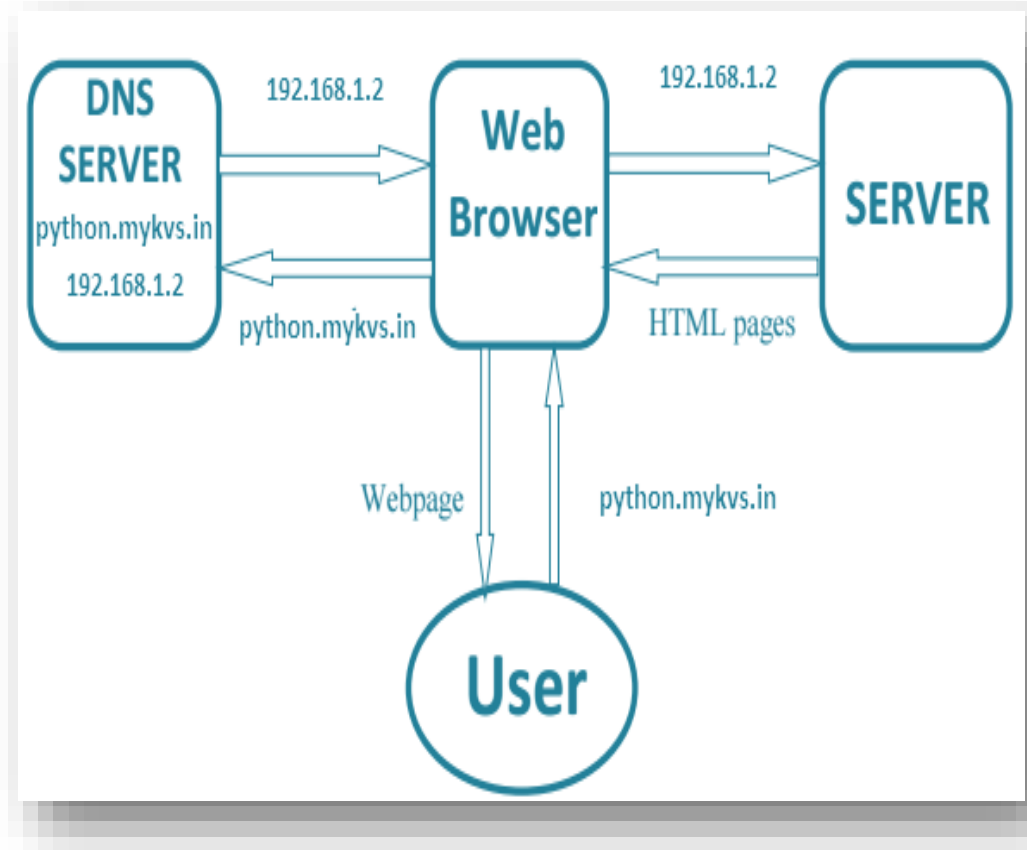 DNS
SERVER
python.mykvs.in
192.168.1.2
192.168.1.2
python.mykvs.in
Web
Browser
192.168.1.2
HTML pages
SERVER
Webpage
python.mykvs.in
User